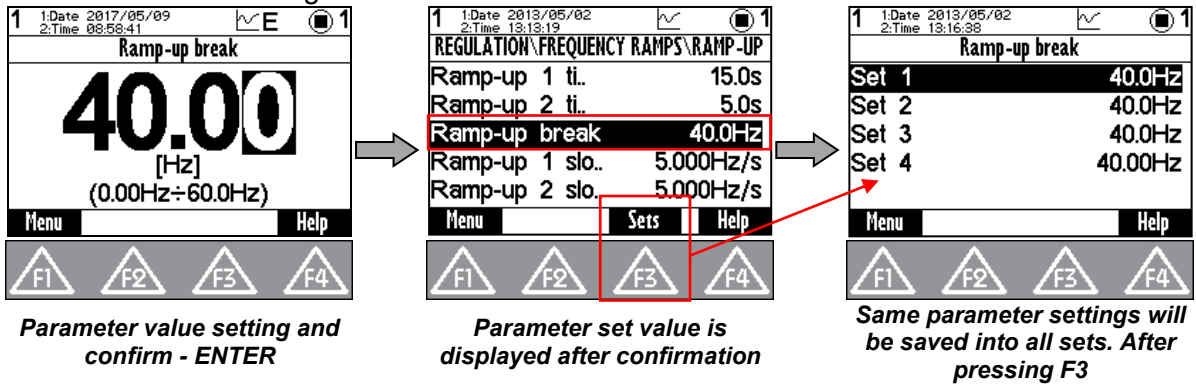 1 1:Date 2017/05/09 E 1
2:Time 08:58:41
Ramp-up break
40.00
[Hz]
(0.00Hz÷60.0Hz)
Menu Help
F1 F2 F3 F4
Parameter value setting and
confirm - ENTER
1 1:Date 2013/05/02 1
2:Time 13:13:19
REGULATION\FREQUENCY RAMPS\RAMP-UP
Ramp-up 1 ti.. 15.0s
Ramp-up 2 ti.. 5.0s
Ramp-up break 40.0Hz
Ramp-up 1 slo.. 5.000Hz/s
Ramp-up 2 slo.. 5.000Hz/s
Menu Sets Help
F1 F2 F3 F4
Parameter set value is
displayed after confirmation
1 1:Date 2013/05/02 1
2:Time 13:16:38
Ramp-up break
Set 1 40.0Hz
Set 2 40.0Hz
Set 3 40.0Hz
Set 4 40.00Hz
Menu Help
F1 F2 F3 F4
Same parameter settings will
be saved into all sets. After
pressing F3